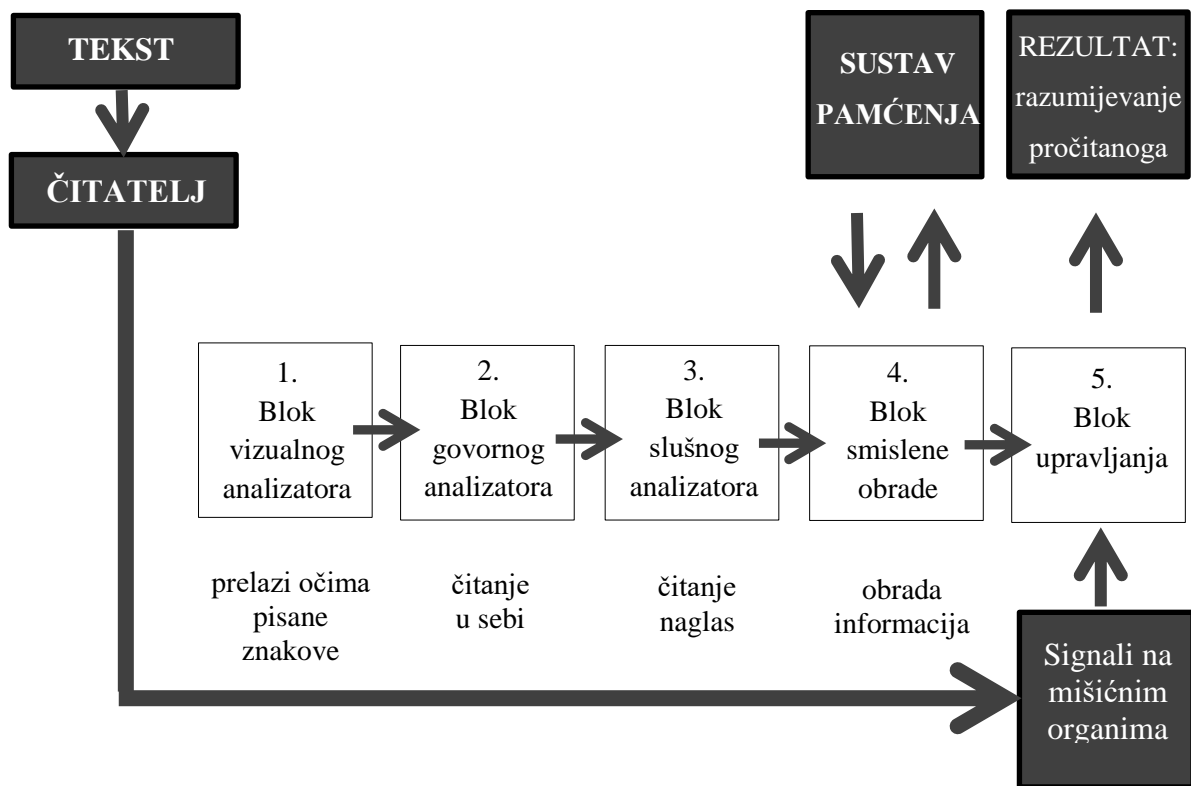 TEKST
ČITATELJ
SUSTAV
PAMĆENJA
REZULTAT:
razumijevanje
pročitanoga
1.
Blok
vizualnog
analizatora
2.
Blok
govornog
analizatora
3.
Blok
slušnog
analizatora
4.
Blok
smislene
obrade
5.
Blok
upravljanja
prelazi očima
pisane
znakove
čitanje
u sebi
čitanje
naglas
obrada
informacija
Signali na
mišićnim
organima